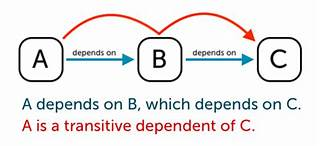 A depends on B depends on C
A depends on B, which depends on C.
A is a transitive dependent of C.